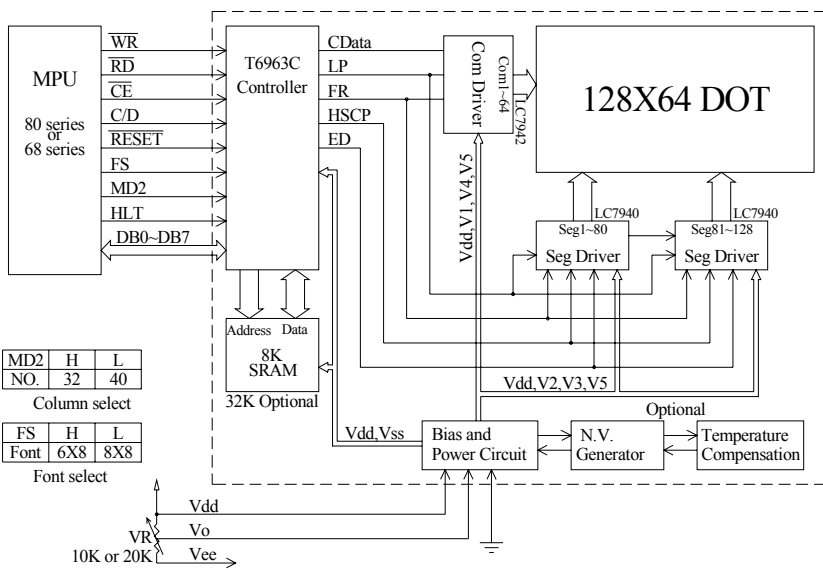 MPU
80 series
or
68 series
WR
RD
CE
C/D
RESET
FS
MD2
HLT
DB0~DB7
T6963C
Controller
CData
LP
FR
HSCP
ED
Com Driver
Com1~64
LC7942
128X64 DOT
Vdd,V1,V4,V5
LC7940
Seg1~80
Seg Driver
LC7940
Seg81~128
Seg Driver
Address Data
8K
SRAM
32K Optional
MD2 H L
NO. 32 40
Column select
FS H L
Font 6X8 8X8
Font select
Vdd,V2,V3,V5
Optional
Vdd,Vss
Bias and
Power Circuit
N.V.
Generator
Temperature
Compensation
Vdd
VR
Vo
10K or 20K
Vee